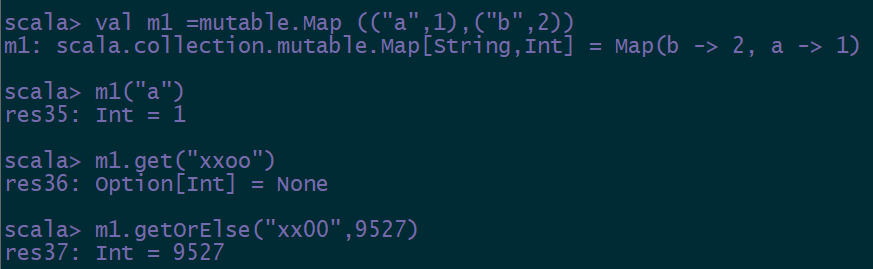 scala> val m1 =mutable.Map (("a",1),("b",2))
m1: scala.collection.mutable.Map[String,Int] = Map(b -> 2, a -> 1)
scala> m1("a")
res35: Int = 1
scala> m1.get("xxoo")
res36: Option[Int] = None
scala> m1.getOrElse("xx00",9527)
res37: Int = 9527